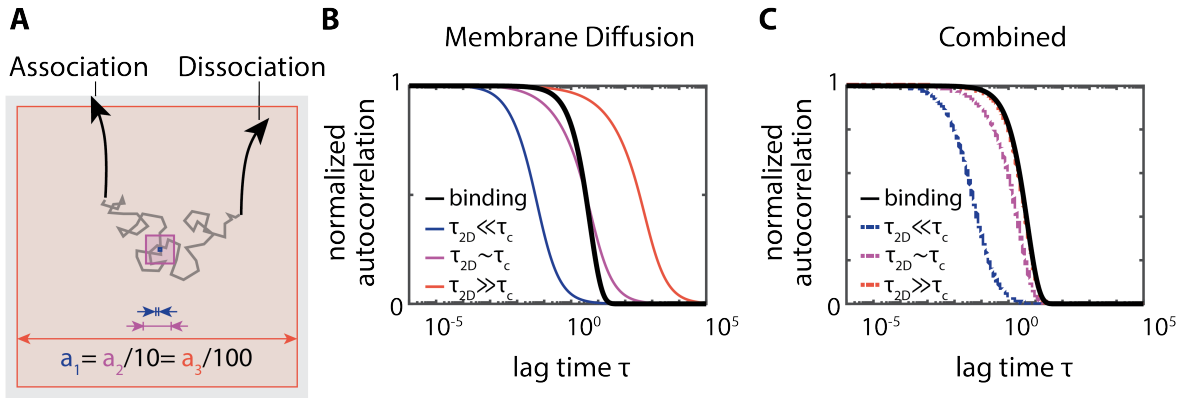 A
Association
Dissociation
a₁= a₂/10= a₃/100
B
Membrane Diffusion
1
normalized
autocorrelation
binding
τ₂D≪τc
τ₂D~τc
τ₂D≫τc
0
10⁻⁵
10⁰
10⁵
lag time τ
C
Combined
1
normalized
autocorrelation
binding
τ₂D≪τc
τ₂D~τc
τ₂D≫τc
0
10⁻⁵
10⁰
10⁵
lag time τ